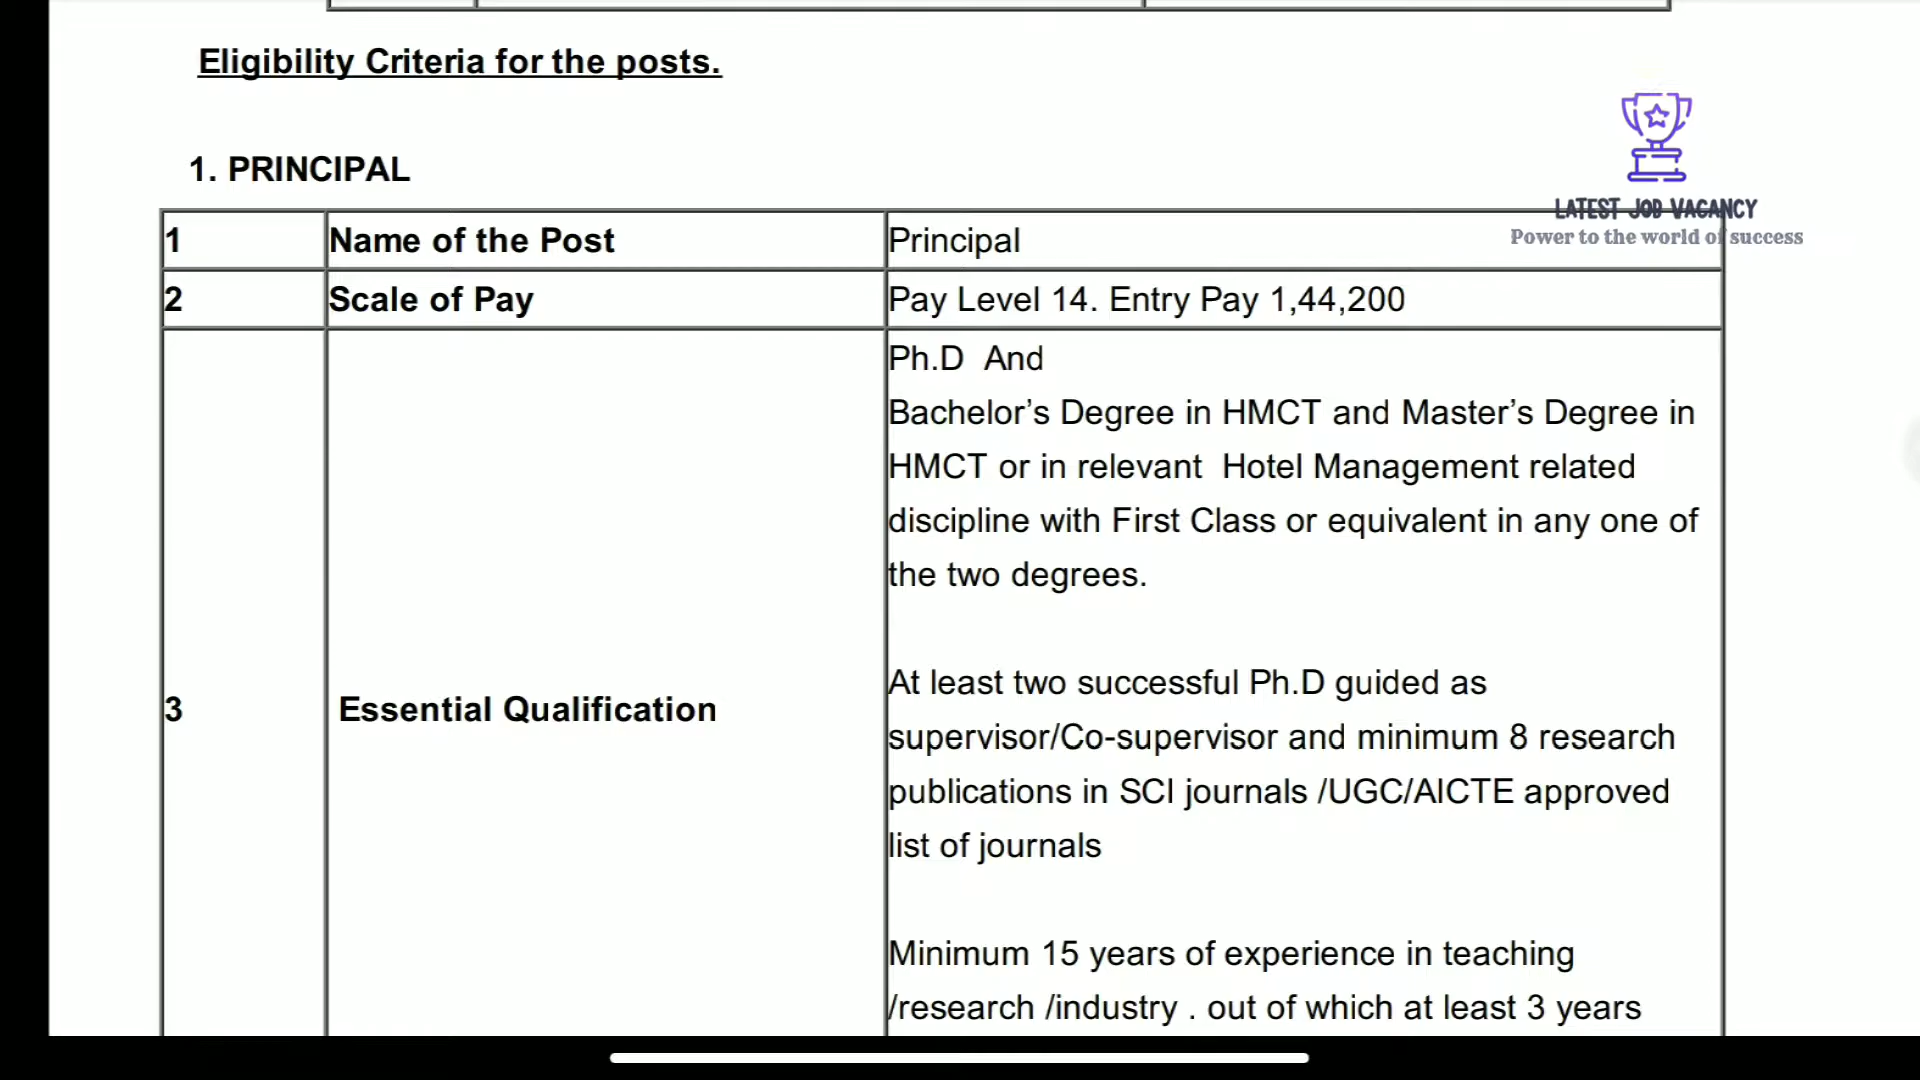 Eligibility Criteria for the posts.
LATEST JOB VACANCY
Power to the world of success
1. PRINCIPAL
1 Name of the Post Principal
2 Scale of Pay Pay Level 14. Entry Pay 1,44,200
3 Essential Qualification
Ph.D And
Bachelor’s Degree in HMCT and Master’s Degree in
HMCT or in relevant Hotel Management related
discipline with First Class or equivalent in any one of
the two degrees.
At least two successful Ph.D guided as
supervisor/Co-supervisor and minimum 8 research
publications in SCI journals /UGC/AICTE approved
list of journals
Minimum 15 years of experience in teaching
/research /industry . out of which at least 3 years